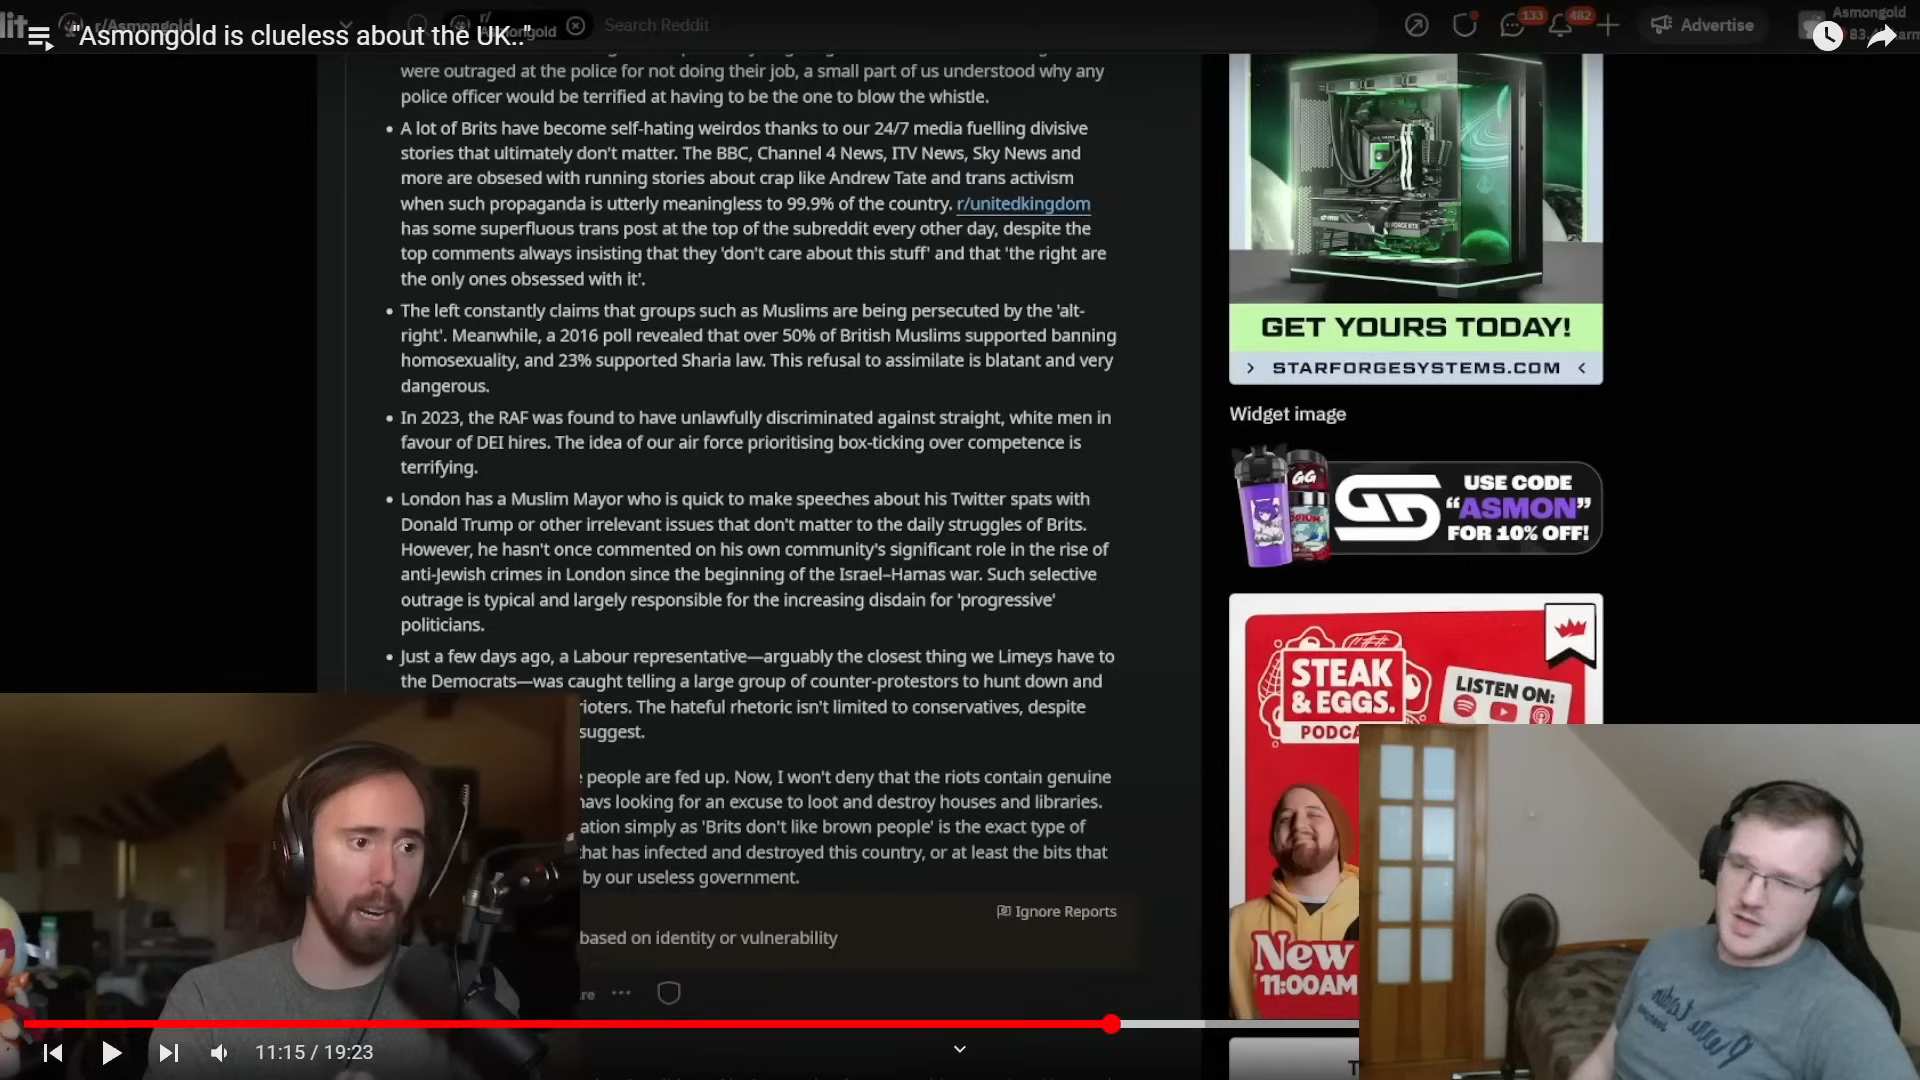 "Asmongold is clueless about the UK.."
r/Asmongold
Search Reddit
133
482
Advertise
Asmongold
were outraged at the police for not doing their job, a small part of us understood why any
police officer would be terrified at having to be the one to blow the whistle.
• A lot of Brits have become self-hating weirdos thanks to our 24/7 media fuelling divisive
stories that ultimately don't matter. The BBC, Channel 4 News, ITV News, Sky News and
more are obsesed with running stories about crap like Andrew Tate and trans activism
when such propaganda is utterly meaningless to 99.9% of the country. r/unitedkingdom
has some superfluous trans post at the top of the subreddit every other day, despite the
top comments always insisting that they 'don't care about this stuff' and that 'the right are
the only ones obsessed with it'.
• The left constantly claims that groups such as Muslims are being persecuted by the 'alt-
right'. Meanwhile, a 2016 poll revealed that over 50% of British Muslims supported banning
homosexuality, and 23% supported Sharia law. This refusal to assimilate is blatant and very
dangerous.
• In 2023, the RAF was found to have unlawfully discriminated against straight, white men in
favour of DEI hires. The idea of our air force prioritising box-ticking over competence is
terrifying.
• London has a Muslim Mayor who is quick to make speeches about his Twitter spats with
Donald Trump or other irrelevant issues that don't matter to the daily struggles of Brits.
However, he hasn't once commented on his own community's significant role in the rise of
anti-Jewish crimes in London since the beginning of the Israel–Hamas war. Such selective
outrage is typical and largely responsible for the increasing disdain for 'progressive'
politicians.
• Just a few days ago, a Labour representative—arguably the closest thing we Limeys have to
the Democrats—was caught telling a large group of counter-protestors to hunt down and
rioters. The hateful rhetoric isn't limited to conservatives, despite
suggest.
people are fed up. Now, I won't deny that the riots contain genuine
havs looking for an excuse to loot and destroy houses and libraries.
ation simply as 'Brits don't like brown people' is the exact type of
that has infected and destroyed this country, or at least the bits that
by our useless government.
Ignore Reports
based on identity or vulnerability
re
GEFORCE RTX
GET YOURS TODAY!
STARFORGESYSTEMS.COM
Widget image
GG
USE CODE
"ASMON"
FOR 10% OFF!
STEAK
& EGGS.
PODCA
LISTEN ON:
New
11:00AM
11:15 / 19:23